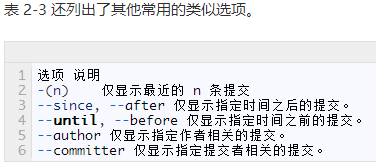 表 2-3 还列出了其他常用的类似选项。
1 选项 说明
2 -(n)    仅显示最近的 n 条提交
3 --since, --after 仅显示指定时间之后的提交。
4 --until, --before 仅显示指定时间之前的提交。
5 --author 仅显示指定作者相关的提交。
6 --committer 仅显示指定提交者相关的提交。